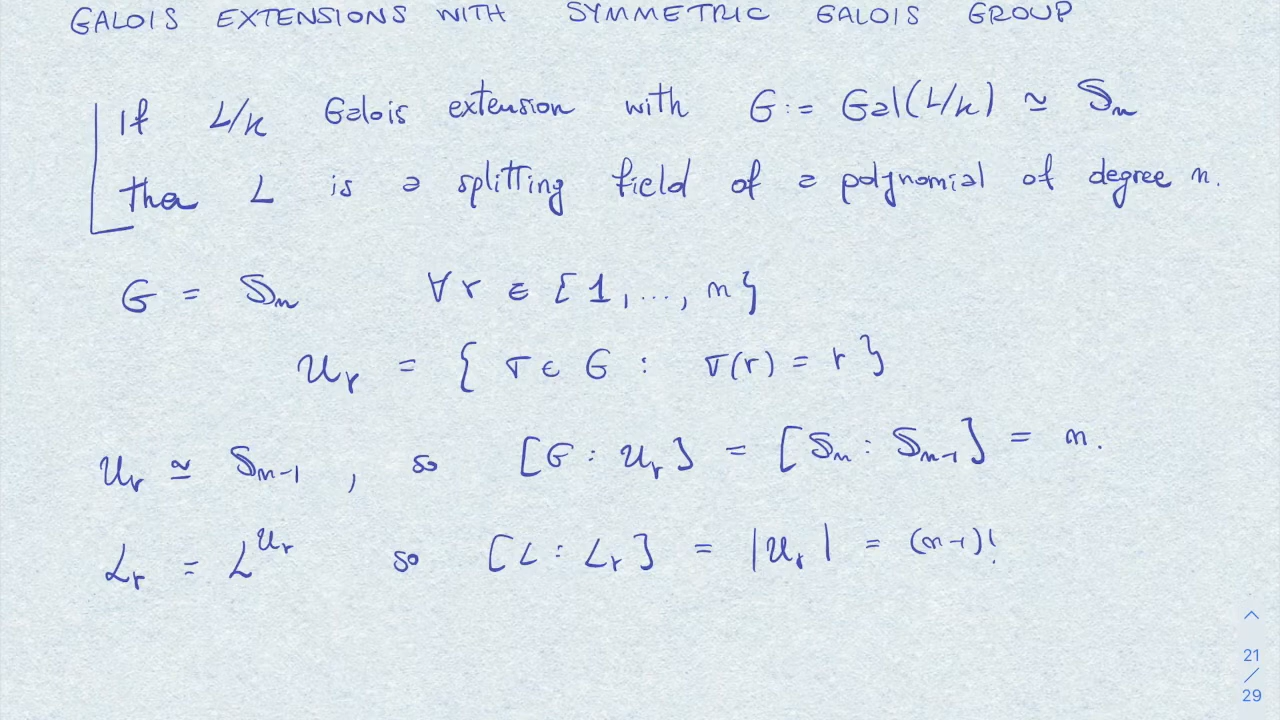 GALOIS EXTENSIONS WITH SYMMETRIC GALOIS GROUP
If L/K Galois extension with G := Gal(L/K) ≃ 𝕊n
then L is a splitting field of a polynomial of degree n.
G = 𝕊n ∀ r ∈ {1, ..., n}
Ur = { σ ∈ G : σ(r) = r }
Ur ≃ 𝕊n-1 , so [G : Ur] = [𝕊n : 𝕊n-1] = n.
Lr = L^Ur so [L : Lr] = |Ur| = (n-1)!
21
/
29